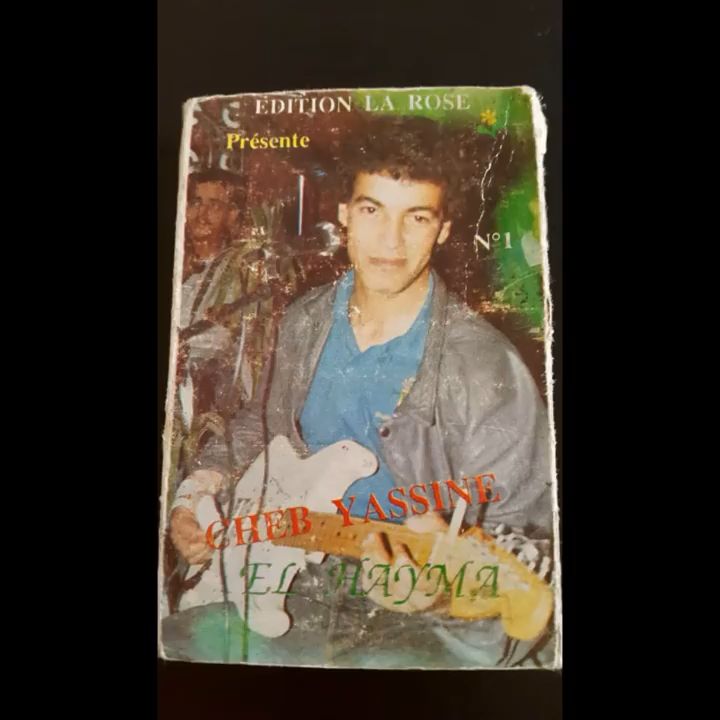 EDITION LA ROSE
Présente
N°1
CHEB YASSINE
EL HAYMA